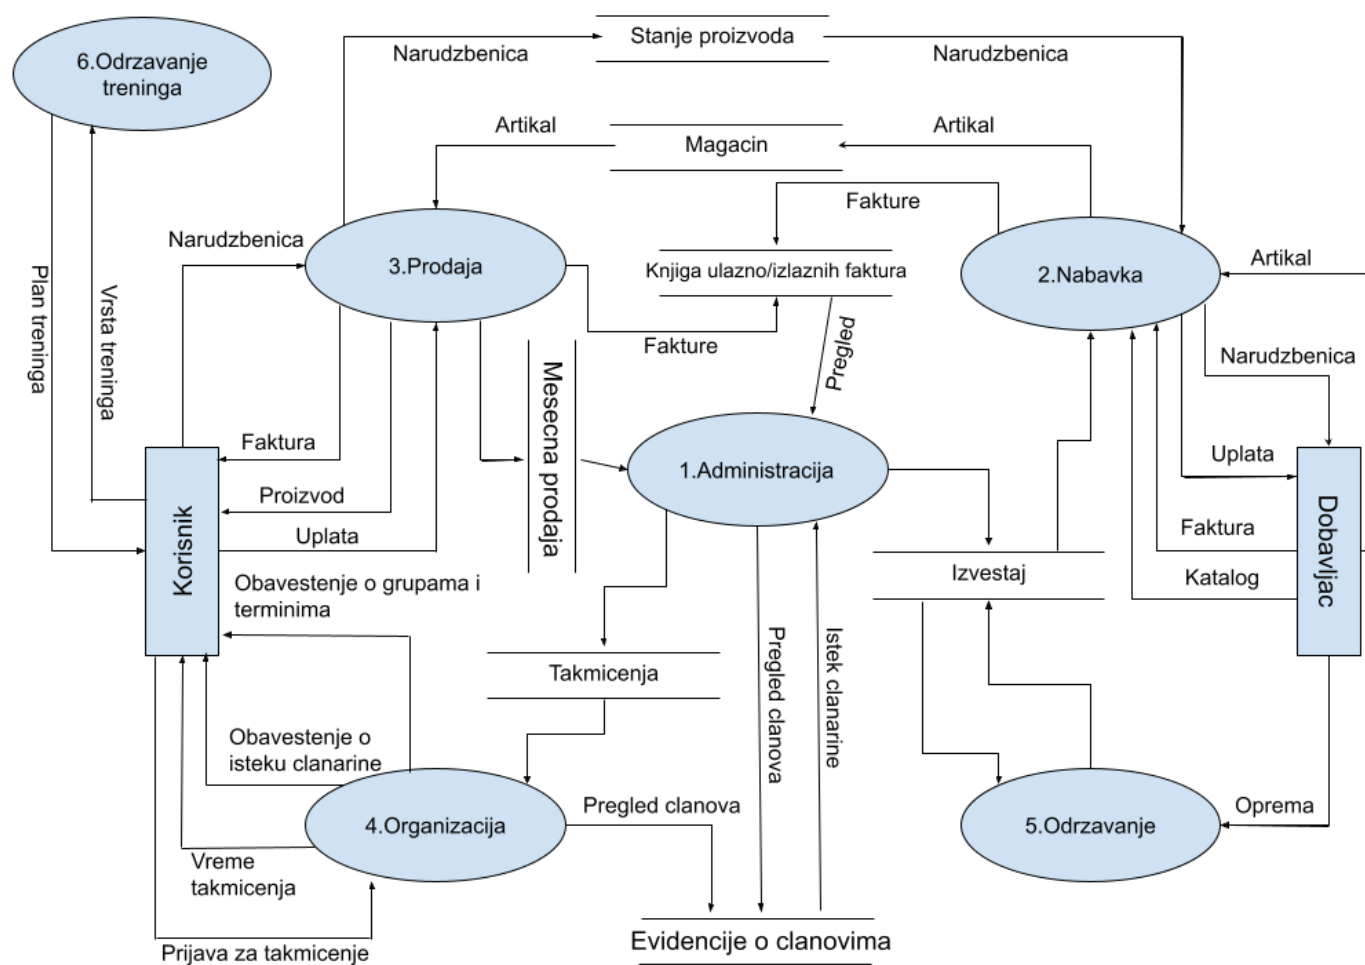 Stanje proizvoda
Narudzbenica
Narudzbenica
6.Odrzavanje
treninga
Artikal
Magacin
Artikal
Fakture
Narudzbenica
3.Prodaja
Knjiga ulazno/izlaznih faktura
2.Nabavka
Artikal
Plan treninga
Vrsta treninga
Fakture
Pregled
Narudzbenica
Mesecna
prodaja
Faktura
1.Administracija
Uplata
Proizvod
Korisnik
Uplata
Faktura
Dobavljac
Obavestenje o grupama i
terminima
Izvestaj
Katalog
Takmicenja
Pregled clanova
Istek clanarine
Obavestenje o
isteku clanarine
Pregled clanova
4.Organizacija
5.Odrzavanje
Oprema
Vreme
takmicenja
Evidencije o clanovima
Prijava za takmicenje